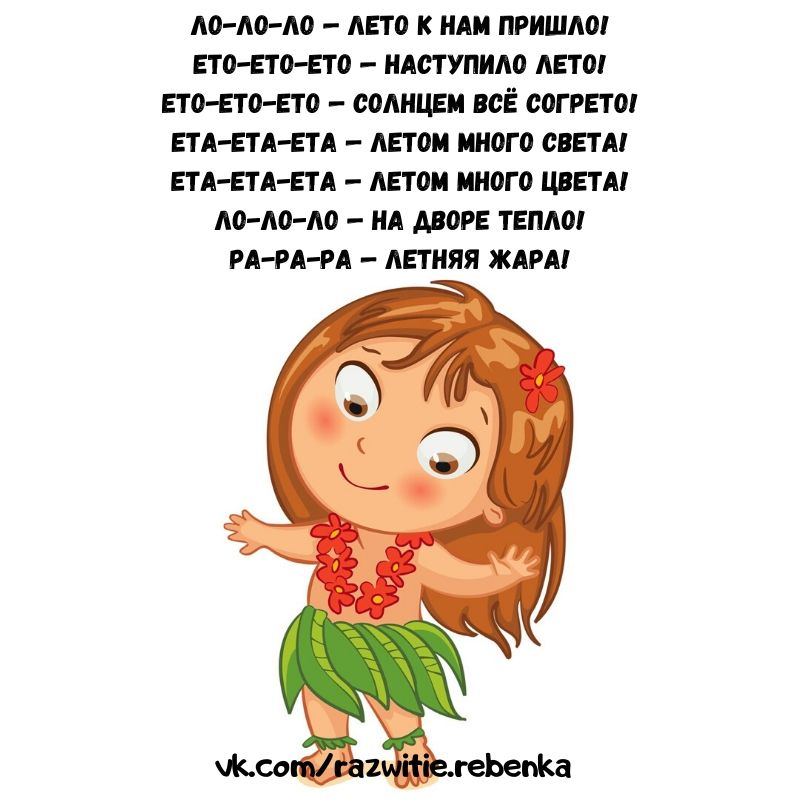 ЛО-ЛО-ЛО – ЛЕТО К НАМ ПРИШЛО!
ЕТО-ЕТО-ЕТО – НАСТУПИЛО ЛЕТО!
ЕТО-ЕТО-ЕТО – СОЛНЦЕМ ВСЁ СОГРЕТО!
ЕТА-ЕТА-ЕТА – ЛЕТОМ МНОГО СВЕТА!
ЕТА-ЕТА-ЕТА – ЛЕТОМ МНОГО ЦВЕТА!
ЛО-ЛО-ЛО – НА ДВОРЕ ТЕПЛО!
РА-РА-РА – ЛЕТНЯЯ ЖАРА!
vk.com/razwitie.rebenka